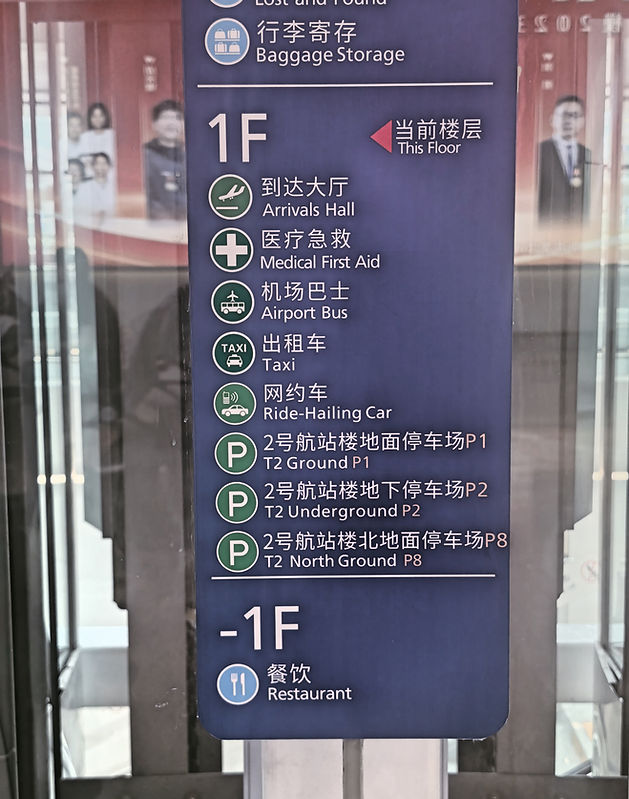 Lost and Found
行李寄存
Baggage Storage
1F
当前楼层
This Floor
到达大厅
Arrivals Hall
医疗急救
Medical First Aid
机场巴士
Airport Bus
TAXI
出租车
Taxi
网约车
Ride-Hailing Car
P
2号航站楼地面停车场P1
T2 Ground P1
P
2号航站楼地下停车场P2
T2 Underground P2
P
2号航站楼北地面停车场P8
T2 North Ground P8
-1F
餐饮
Restaurant